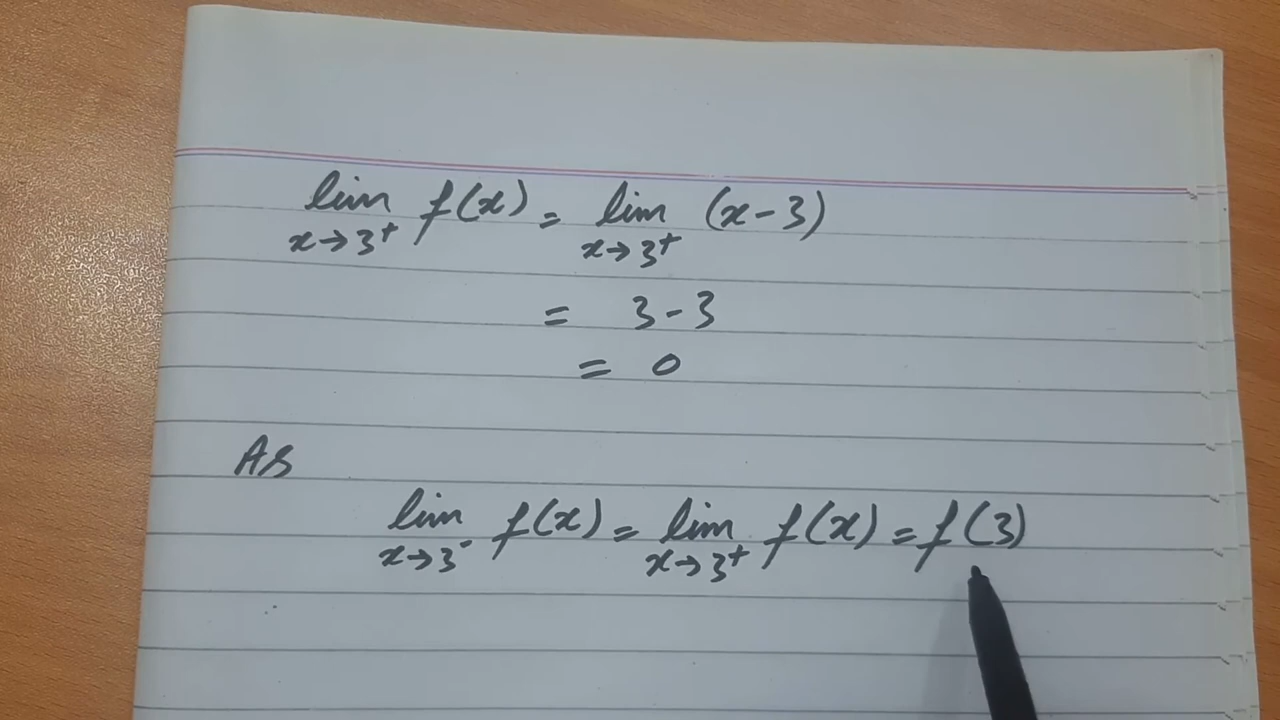 lim f(x) = lim (x-3)
x→3⁺ x→3⁺
= 3-3
= 0
As
lim f(x) = lim f(x) = f(3)
x→3⁻ x→3⁺